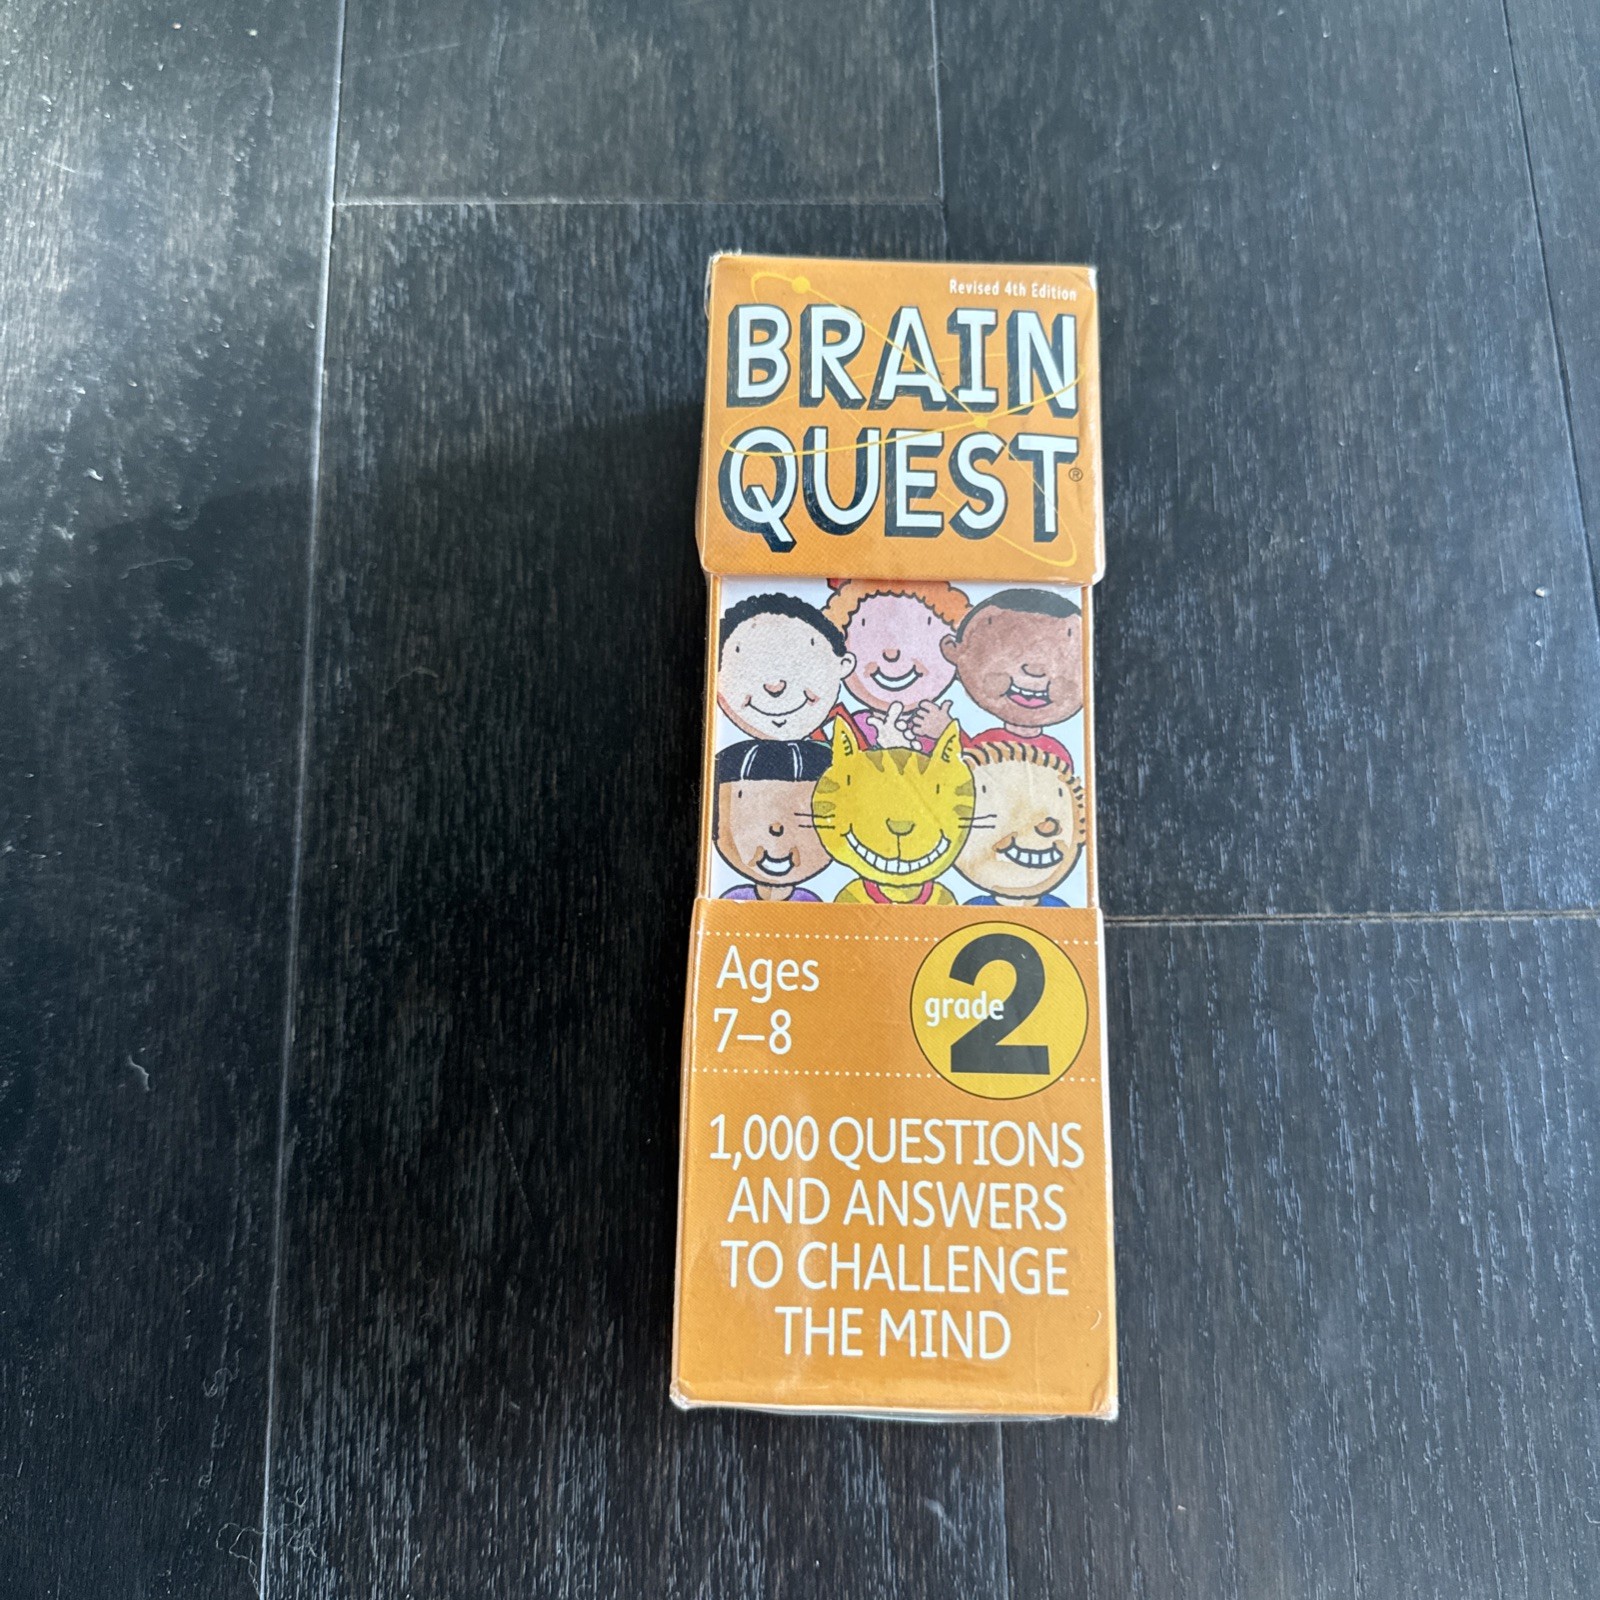 Revised 4th Edition
BRAIN
QUEST®
Ages
7–8
grade 2
1,000 QUESTIONS
AND ANSWERS
TO CHALLENGE
THE MIND